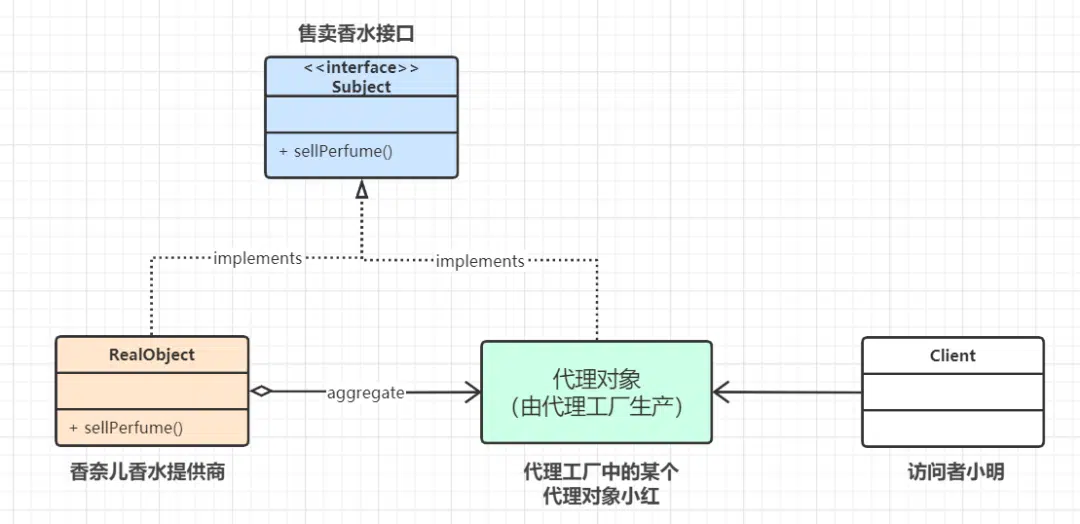 售卖香水接口
<<interface>>
Subject
+ sellPerfume()
implements
implements
RealObject
+ sellPerfume()
aggregate
代理对象
（由代理工厂生产）
Client
香奈儿香水提供商
代理工厂中的某个
代理对象小红
访问者小明